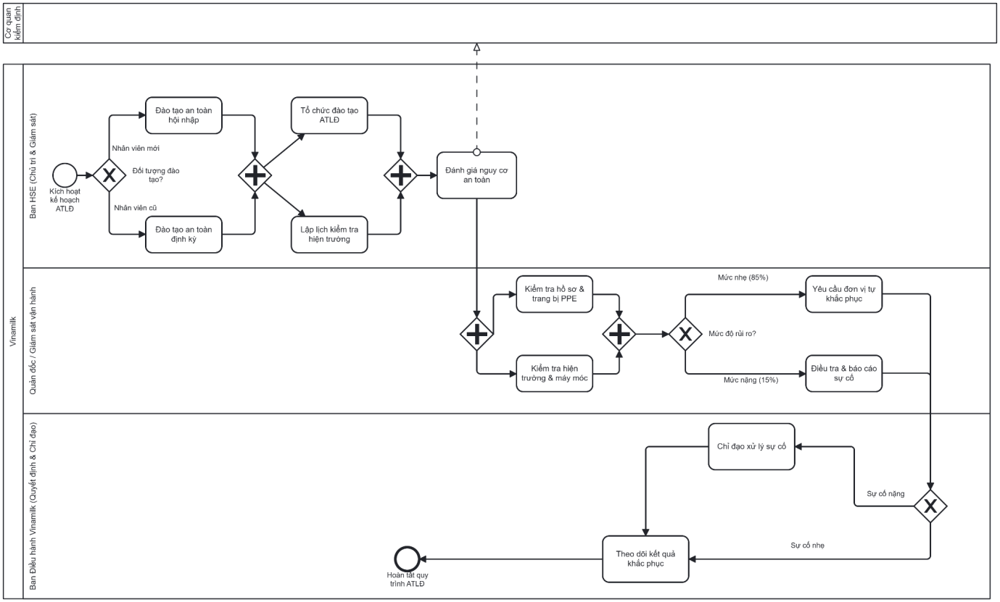 Cơ quan
kiểm định
Vinamilk
Ban HSE (Chủ trì & Giám sát)
Đào tạo an toàn
hội nhập
Tổ chức đào tạo
ATLĐ
Nhân viên mới
Đối tượng đào
tạo?
Kích hoạt
kế hoạch
ATLĐ
Đánh giá nguy cơ
an toàn
Nhân viên cũ
Đào tạo an toàn
định kỳ
Lập lịch kiểm tra
hiện trường
Quản đốc / Giám sát vận hành
Kiểm tra hồ sơ &
trang bị PPE
Mức nhẹ (85%)
Yêu cầu đơn vị tự
khắc phục
Mức độ rủi ro?
Kiểm tra hiện
trường & máy móc
Mức nặng (15%)
Điều tra & báo cáo
sự cố
Ban Điều hành Vinamilk (Quyết định & Chỉ đạo)
Chỉ đạo xử lý sự cố
Sự cố nặng
Sự cố nhẹ
Theo dõi kết quả
khắc phục
Hoàn tất quy
trình ATLĐ